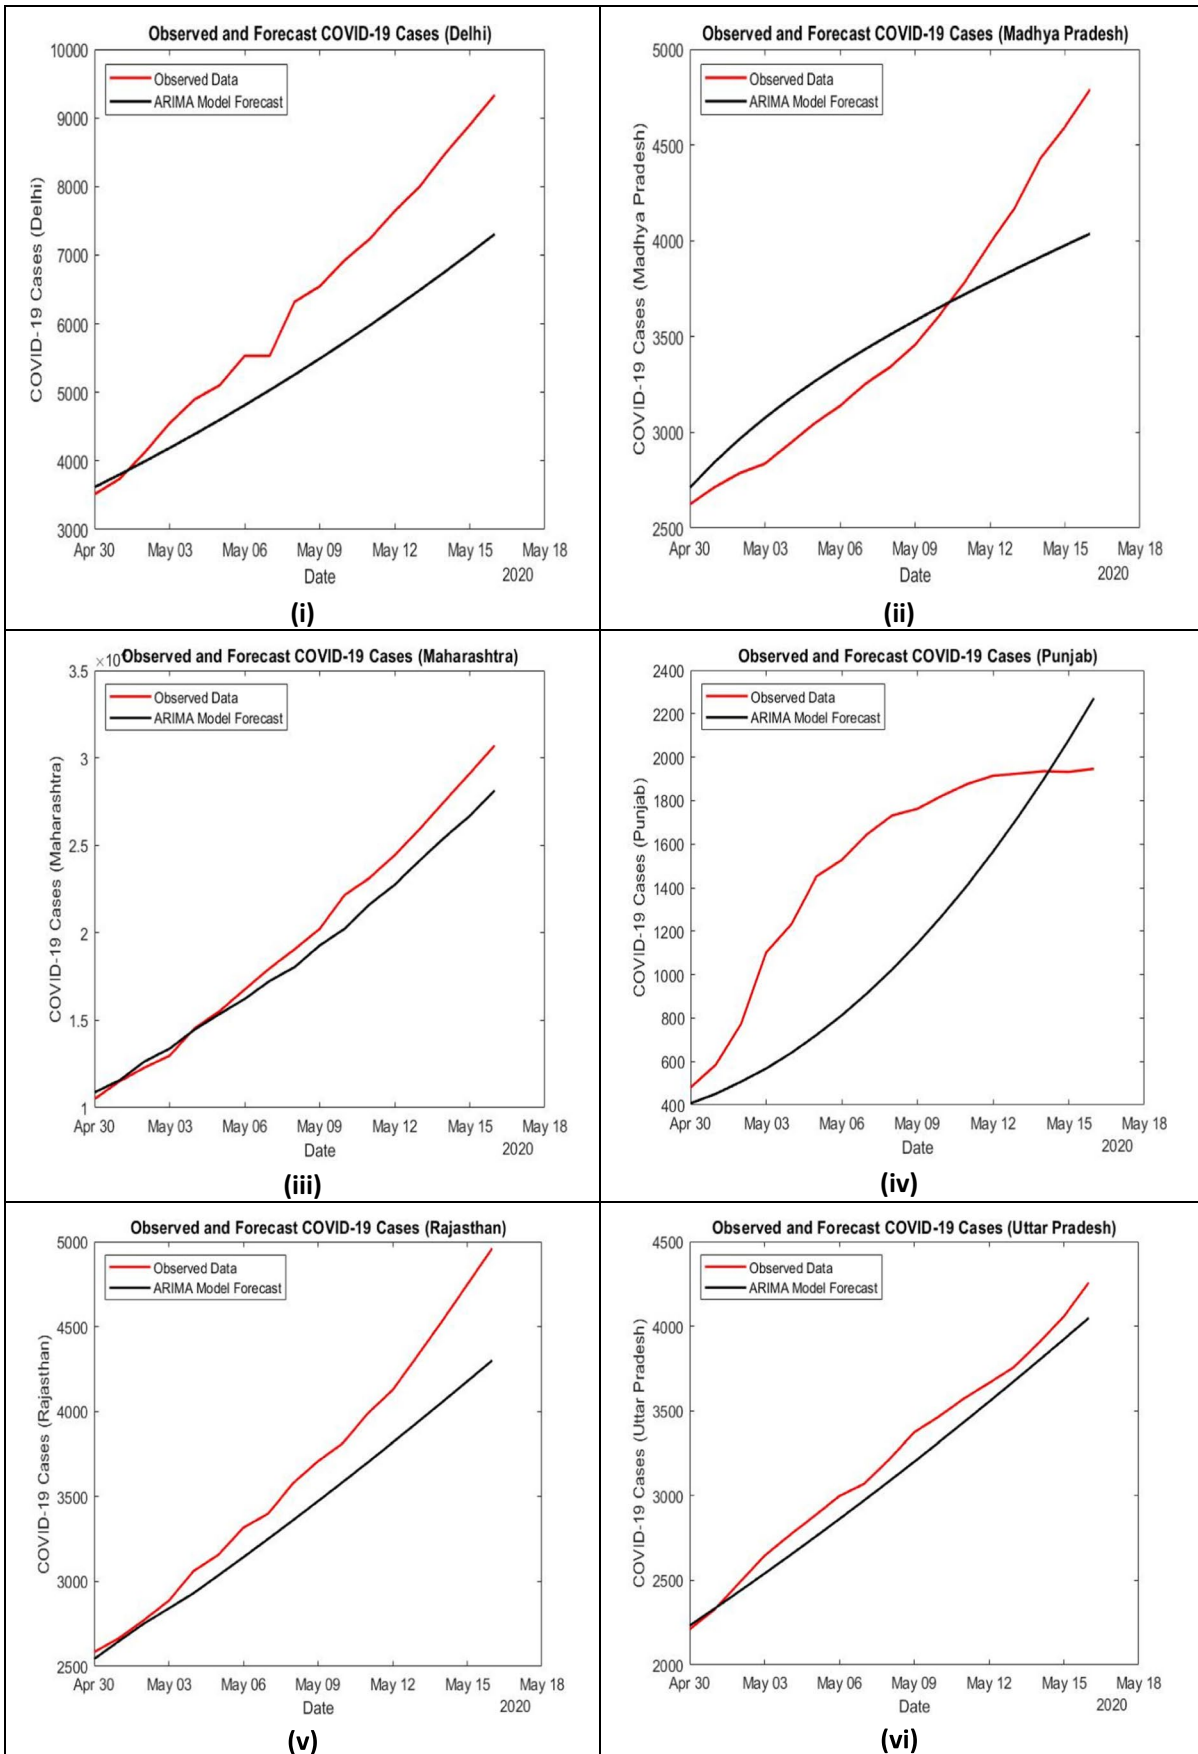 Observed and Forecast COVID-19 Cases (Delhi)
10000
9000
8000
7000
6000
5000
4000
3000
COVID-19 Cases (Delhi)
Observed Data
ARIMA Model Forecast
Apr 30 May 03 May 06 May 09 May 12 May 15 May 18
Date
2020
(i)
Observed and Forecast COVID-19 Cases (Madhya Pradesh)
5000
4500
4000
3500
3000
2500
COVID-19 Cases (Madhya Pradesh)
Observed Data
ARIMA Model Forecast
Apr 30 May 03 May 06 May 09 May 12 May 15 May 18
Date
2020
(ii)
Observed and Forecast COVID-19 Cases (Maharashtra)
×10
3.5
3
2.5
2
1.5
1
COVID-19 Cases (Maharashtra)
Observed Data
ARIMA Model Forecast
Apr 30 May 03 May 06 May 09 May 12 May 15 May 18
Date
2020
(iii)
Observed and Forecast COVID-19 Cases (Punjab)
2400
2200
2000
1800
1600
1400
1200
1000
800
600
400
COVID-19 Cases (Punjab)
Observed Data
ARIMA Model Forecast
Apr 30 May 03 May 06 May 09 May 12 May 15 May 18
Date
2020
(iv)
Observed and Forecast COVID-19 Cases (Rajasthan)
5000
4500
4000
3500
3000
2500
COVID-19 Cases (Rajasthan)
Observed Data
ARIMA Model Forecast
Apr 30 May 03 May 06 May 09 May 12 May 15 May 18
Date
2020
(v)
Observed and Forecast COVID-19 Cases (Uttar Pradesh)
4500
4000
3500
3000
2500
2000
COVID-19 Cases (Uttar Pradesh)
Observed Data
ARIMA Model Forecast
Apr 30 May 03 May 06 May 09 May 12 May 15 May 18
Date
2020
(vi)